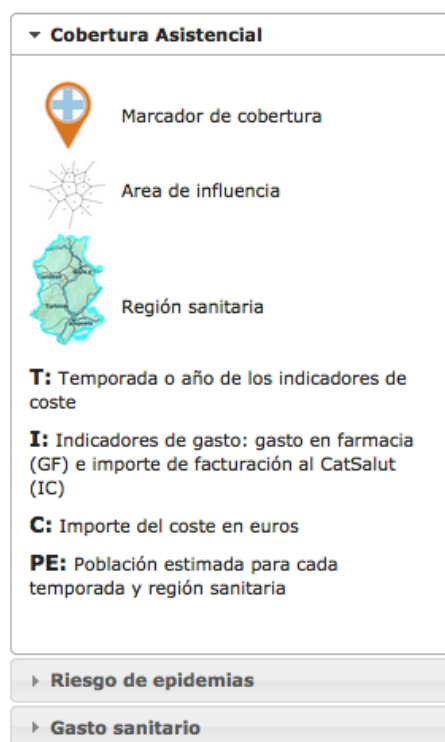 Cobertura Asistencial
Marcador de cobertura
Area de influencia
Región sanitaria
T: Temporada o año de los indicadores de
coste
I: Indicadores de gasto: gasto en farmacia
(GF) e importe de facturación al CatSalut
(IC)
C: Importe del coste en euros
PE: Población estimada para cada
temporada y región sanitaria
Riesgo de epidemias
Gasto sanitario